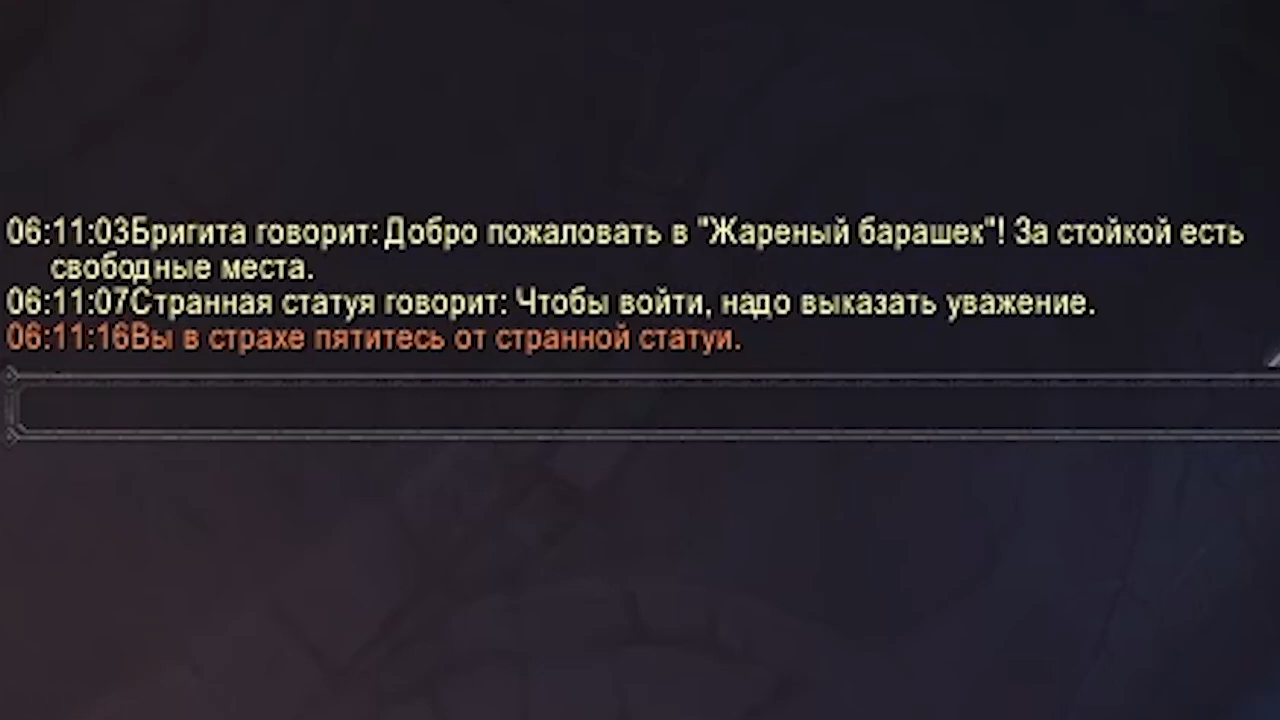 06:11:03Бригита говорит: Добро пожаловать в "Жареный барашек"! За стойкой есть
свободные места.
06:11:07Странная статуя говорит: Чтобы войти, надо выказать уважение.
06:11:16Вы в страхе пятитесь от странной статуи.